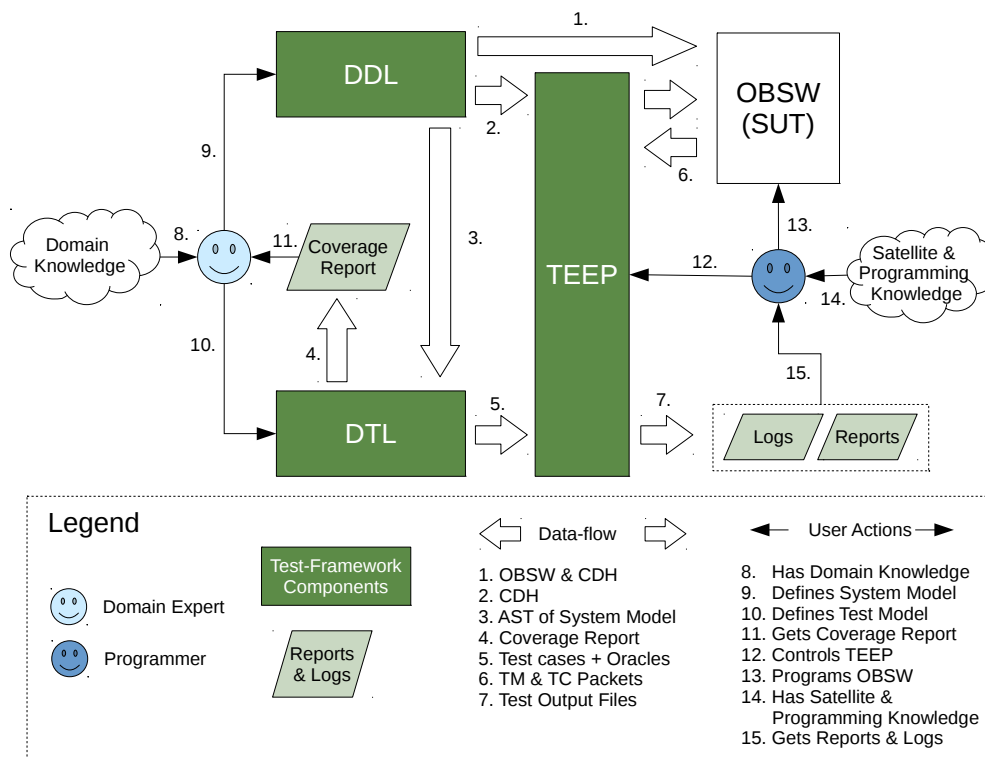 1.
DDL
2.
OBSW
(SUT)
6.
9.
3.
TEEP
8.
Domain
Knowledge
11.
Coverage
Report
13.
12.
Satellite &
Programming
Knowledge
14.
10.
4.
15.
5.
7.
DTL
Logs
Reports
Legend
Domain Expert
Programmer
Test-Framework
Components
Reports
& Logs
Data-flow
1. OBSW & CDH
2. CDH
3. AST of System Model
4. Coverage Report
5. Test cases + Oracles
6. TM & TC Packets
7. Test Output Files
User Actions
8. Has Domain Knowledge
9. Defines System Model
10. Defines Test Model
11. Gets Coverage Report
12. Controls TEEP
13. Programs OBSW
14. Has Satellite &
Programming Knowledge
15. Gets Reports & Logs